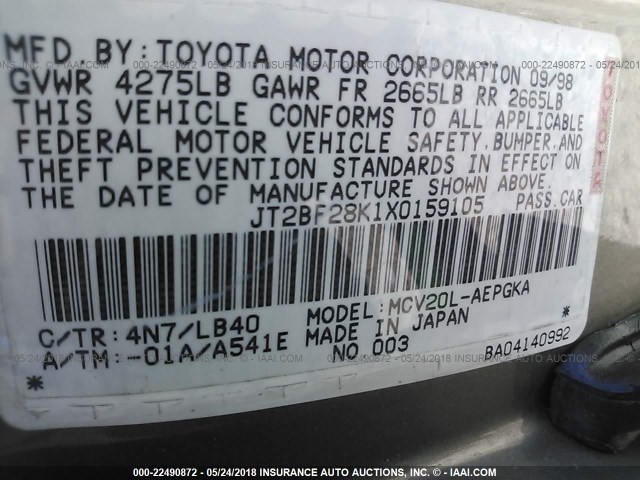 MFD BY: TOYOTA MOTOR CORPORATION 09/98
GVWR 4275LB GAWR FR 2665LB RR 2665LB
THIS VEHICLE CONFORMS TO ALL APPLICABLE
FEDERAL MOTOR VEHICLE SAFETY, BUMPER, AND
THEFT PREVENTION STANDARDS IN EFFECT ON
THE DATE OF MANUFACTURE SHOWN ABOVE.
JT2BF28K1X0159105 PASS.CAR
C/TR: 4N7/LB40 MODEL: MCV20L-AEPGKA
A/TM: -01A/A541E MADE IN JAPAN
* NO 003 BA04140992 *
TOYOTA
000-22490872 - 05/24/2018 INSURANCE AUTO AUCTIONS, INC. - © - IAAI.COM